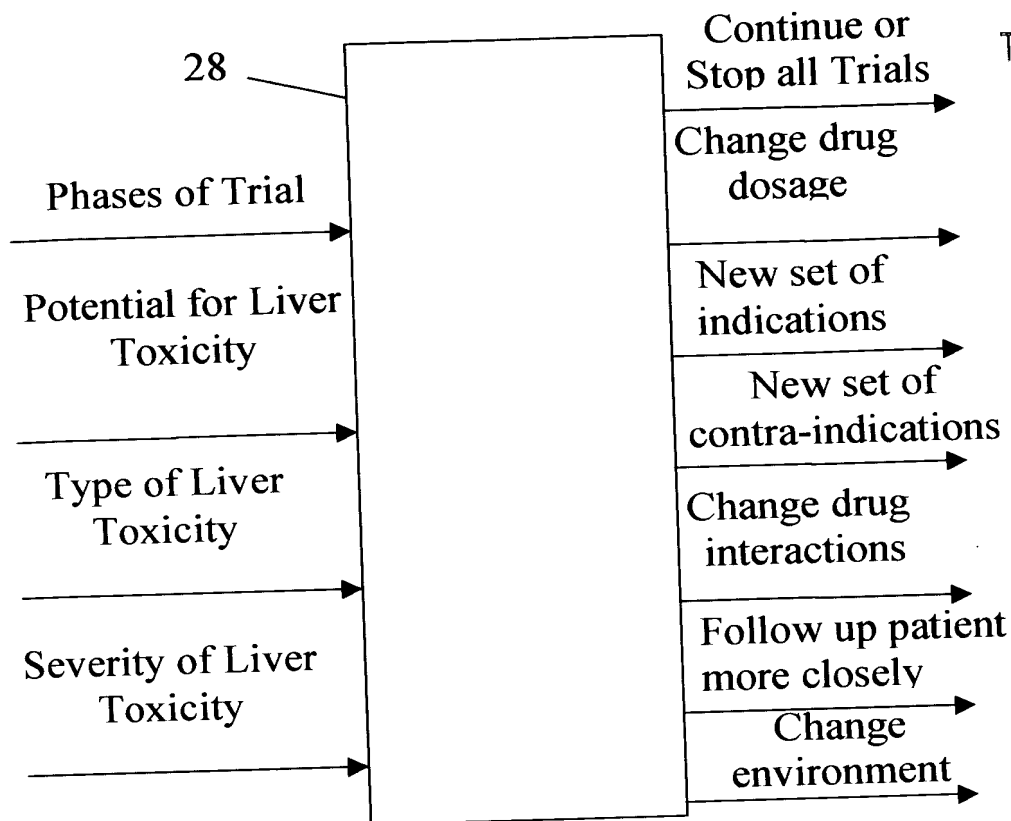 28
Phases of Trial
Potential for Liver
Toxicity
Type of Liver
Toxicity
Severity of Liver
Toxicity
Continue or
Stop all Trials
Change drug
dosage
New set of
indications
New set of
contra-indications
Change drug
interactions
Follow up patient
more closely
Change
environment